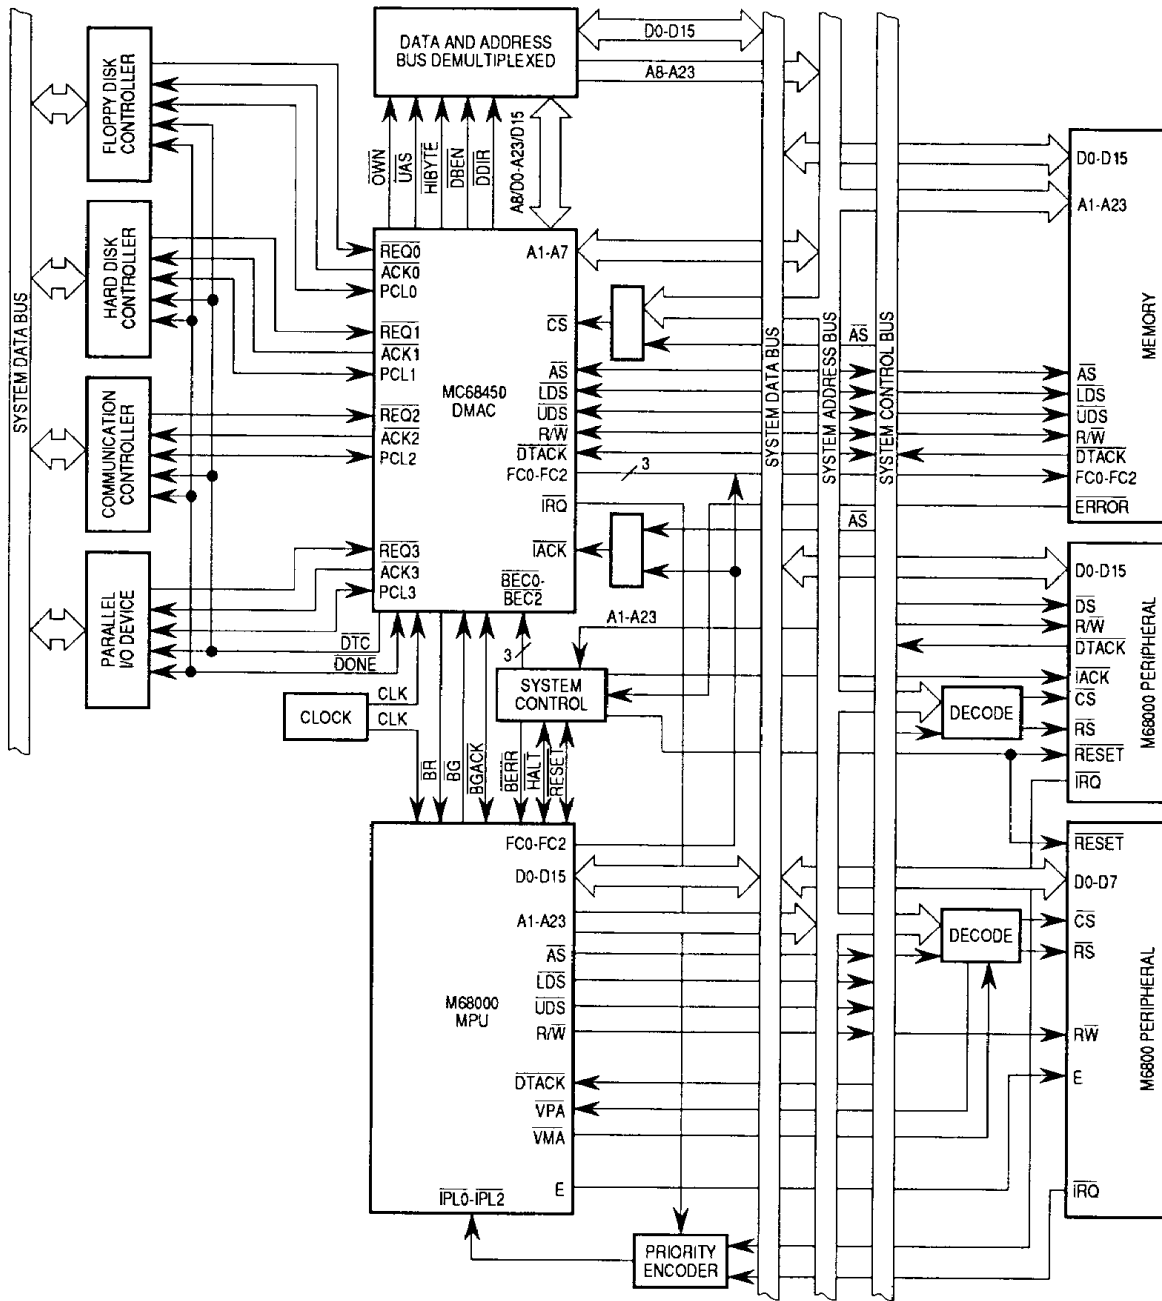 DATA AND ADDRESS
BUS DEMULTIPLEXED
D0-D15
A8-A23
FLOPPY DISK
CONTROLLER
HARD DISK
CONTROLLER
COMMUNICATION
CONTROLLER
PARALLEL
I/O DEVICE
SYSTEM DATA BUS
OWN
UAS
HIBYTE
DBEN
DDIR
A8/D0-A23/D15
REQ0
ACK0
PCL0
REQ1
ACK1
PCL1
REQ2
ACK2
PCL2
REQ3
ACK3
PCL3
MC68450
DMAC
A1-A7
CS
AS
LDS
UDS
R/W
DTACK
FC0-FC2
IRQ
IACK
BEC0-
BEC2
3
3
AS
AS
A1-A23
SYSTEM DATA BUS
SYSTEM ADDRESS BUS
SYSTEM CONTROL BUS
D0-D15
A1-A23
AS
LDS
UDS
R/W
DTACK
FC0-FC2
ERROR
MEMORY
D0-D15
DS
R/W
DTACK
IACK
CS
RS
RESET
IRQ
M68000 PERIPHERAL
DECODE
DTC
DONE
CLOCK
CLK
CLK
SYSTEM
CONTROL
BR
BG
BGACK
BERR
HALT
RESET
M68000
MPU
FC0-FC2
D0-D15
A1-A23
AS
LDS
UDS
R/W
DTACK
VPA
VMA
E
IPL0-IPL2
PRIORITY
ENCODER
DECODE
RESET
D0-D7
CS
RS
RW
E
IRQ
M6800 PERIPHERAL